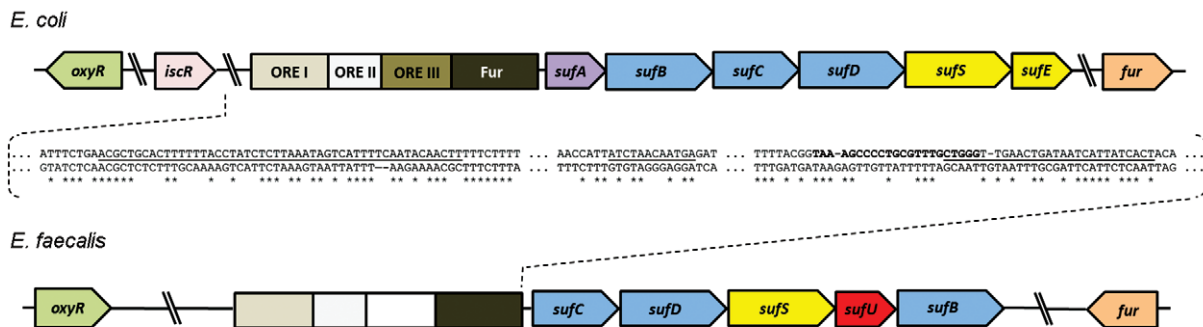 E. coli
oxyR iscR ORE I ORE II ORE III Fur sufA sufB sufC sufD sufS sufE fur
... ATTTCTGAACGCTGCACTTTTTTACCTATCTCTTAAATAGTCATTTTCAATACAACTTTTTCTTTT ... AACCATTATCTAACAATGAGAT ... TTTTACGGTAA-AGCCCCTGCGTTTGCTGGGT-TGAACTGATAATCATTATCACTACA ...
... GTATCTCAACGCTCTCTTTGCAAAAGTCATTCTAAAGTAATTATTTT--AAGAAAACGCTTTCTTTA ... TTTCTTTGTGTAGGGAGGATCA ... TTTGATGATAAGAGTTGTTATTTTTAGCAATTGTAATTTGCGATTCATTCTCAATTAG ...
E. faecalis
oxyR sufC sufD sufS sufU sufB fur